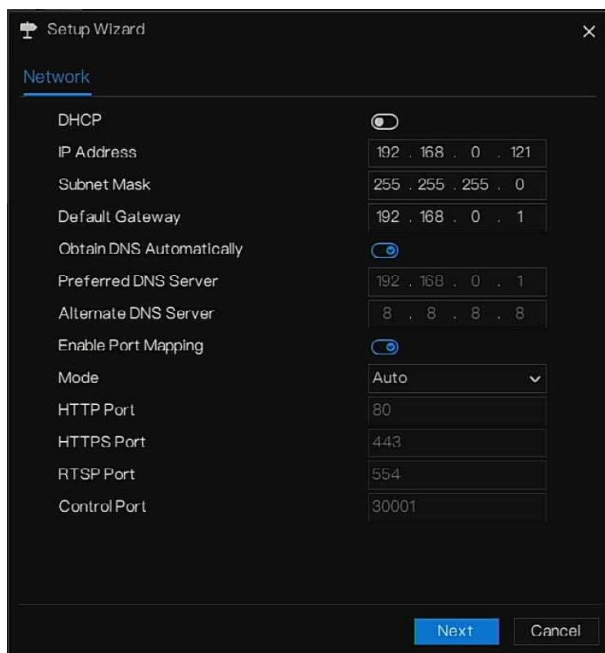 Setup Wizard
Network
DHCP
IP Address 192 . 168 . 0 . 121
Subnet Mask 255 . 255 . 255 . 0
Default Gateway 192 . 168 . 0 . 1
Obtain DNS Automatically
Preferred DNS Server 192 . 168 . 0 . 1
Alternate DNS Server 8 . 8 . 8 . 8
Enable Port Mapping
Mode Auto
HTTP Port 80
HTTPS Port 443
RTSP Port 554
Control Port 30001
Next Cancel